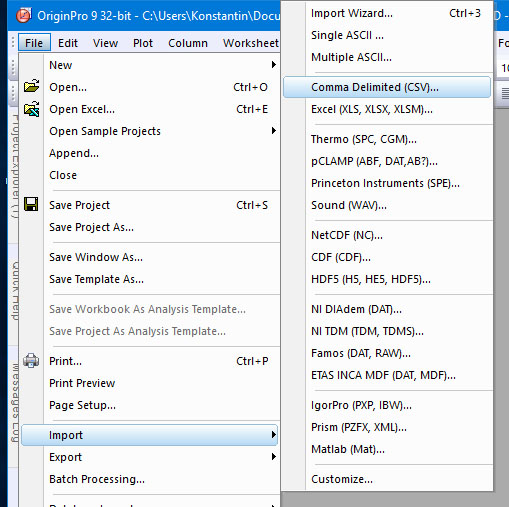 OriginPro 9 32-bit - C:\Users\Konstantin\Docu
File Edit View Plot Column Worksheet
New
Open... Ctrl+O
Open Excel... Ctrl+E
Open Sample Projects
Append...
Close
Save Project Ctrl+S
Save Project As...
Save Window As...
Save Template As...
Save Workbook As Analysis Template...
Save Project As Analysis Template...
Print... Ctrl+P
Print Preview
Page Setup...
Import
Export
Batch Processing...
Import Wizard... Ctrl+3
Single ASCII ...
Multiple ASCII...
Comma Delimited (CSV)...
Excel (XLS, XLSX, XLSM)...
Thermo (SPC, CGM)...
pCLAMP (ABF, DAT,AB?)...
Princeton Instruments (SPE)...
Sound (WAV)...
NetCDF (NC)...
CDF (CDF)...
HDF5 (H5, HE5, HDF5)...
NI DIAdem (DAT)...
NI TDM (TDM, TDMS)...
Famos (DAT, RAW)...
ETAS INCA MDF (DAT, MDF)...
IgorPro (PXP, IBW)...
Prism (PZFX, XML)...
Matlab (Mat)...
Customize...
Project Explorer (1)
Quick Help
Messages Log
10